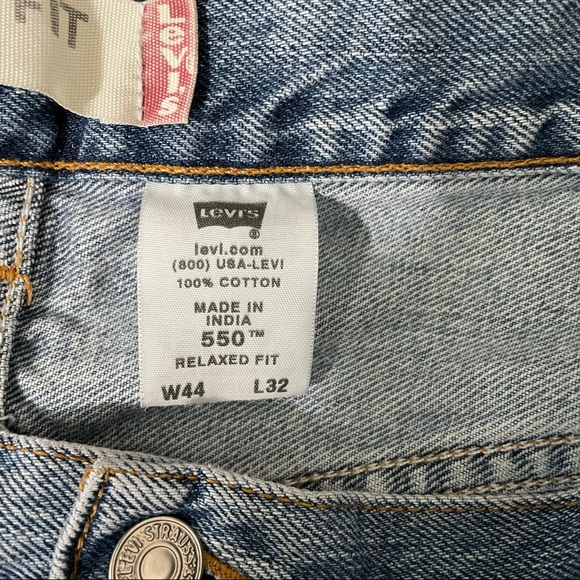 FIT
Levi's
LEVI'S
®
levi.com
(800) USA-LEVI
100% COTTON
MADE IN
INDIA
550™
RELAXED FIT
W44 L32
LEVI STRAUSS